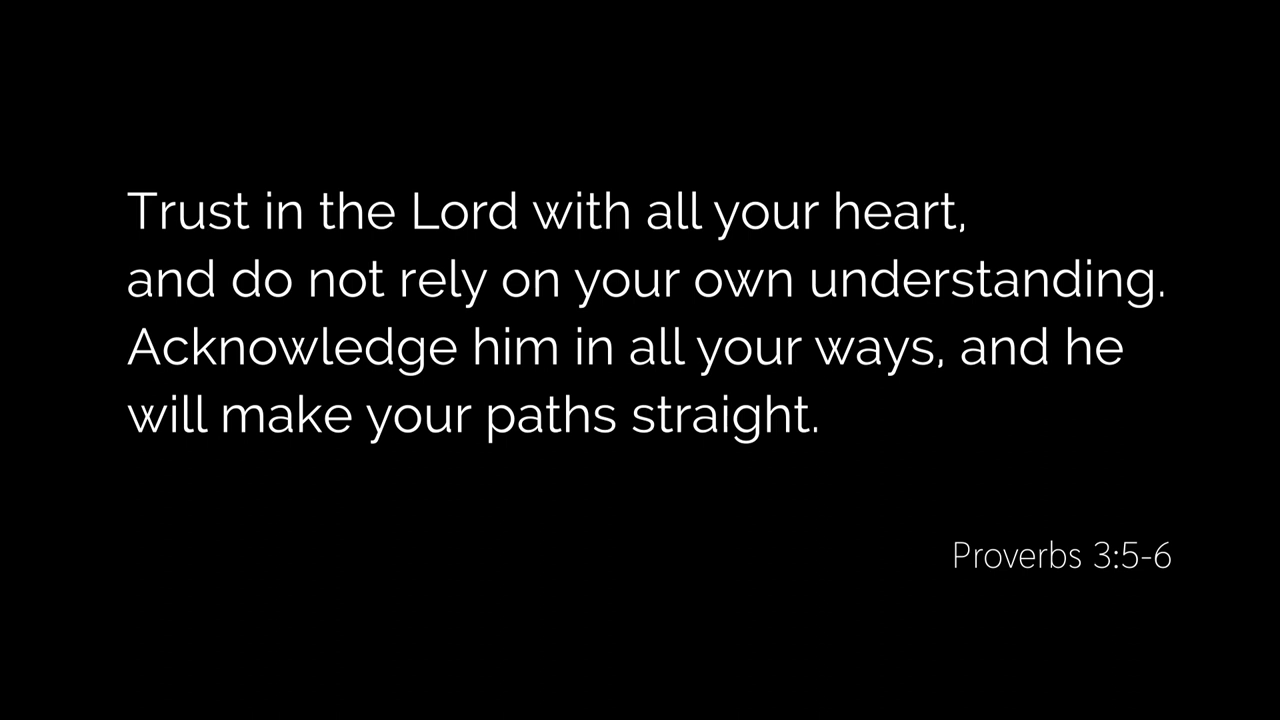 Trust in the Lord with all your heart,
and do not rely on your own understanding.
Acknowledge him in all your ways, and he
will make your paths straight.
Proverbs 3:5-6